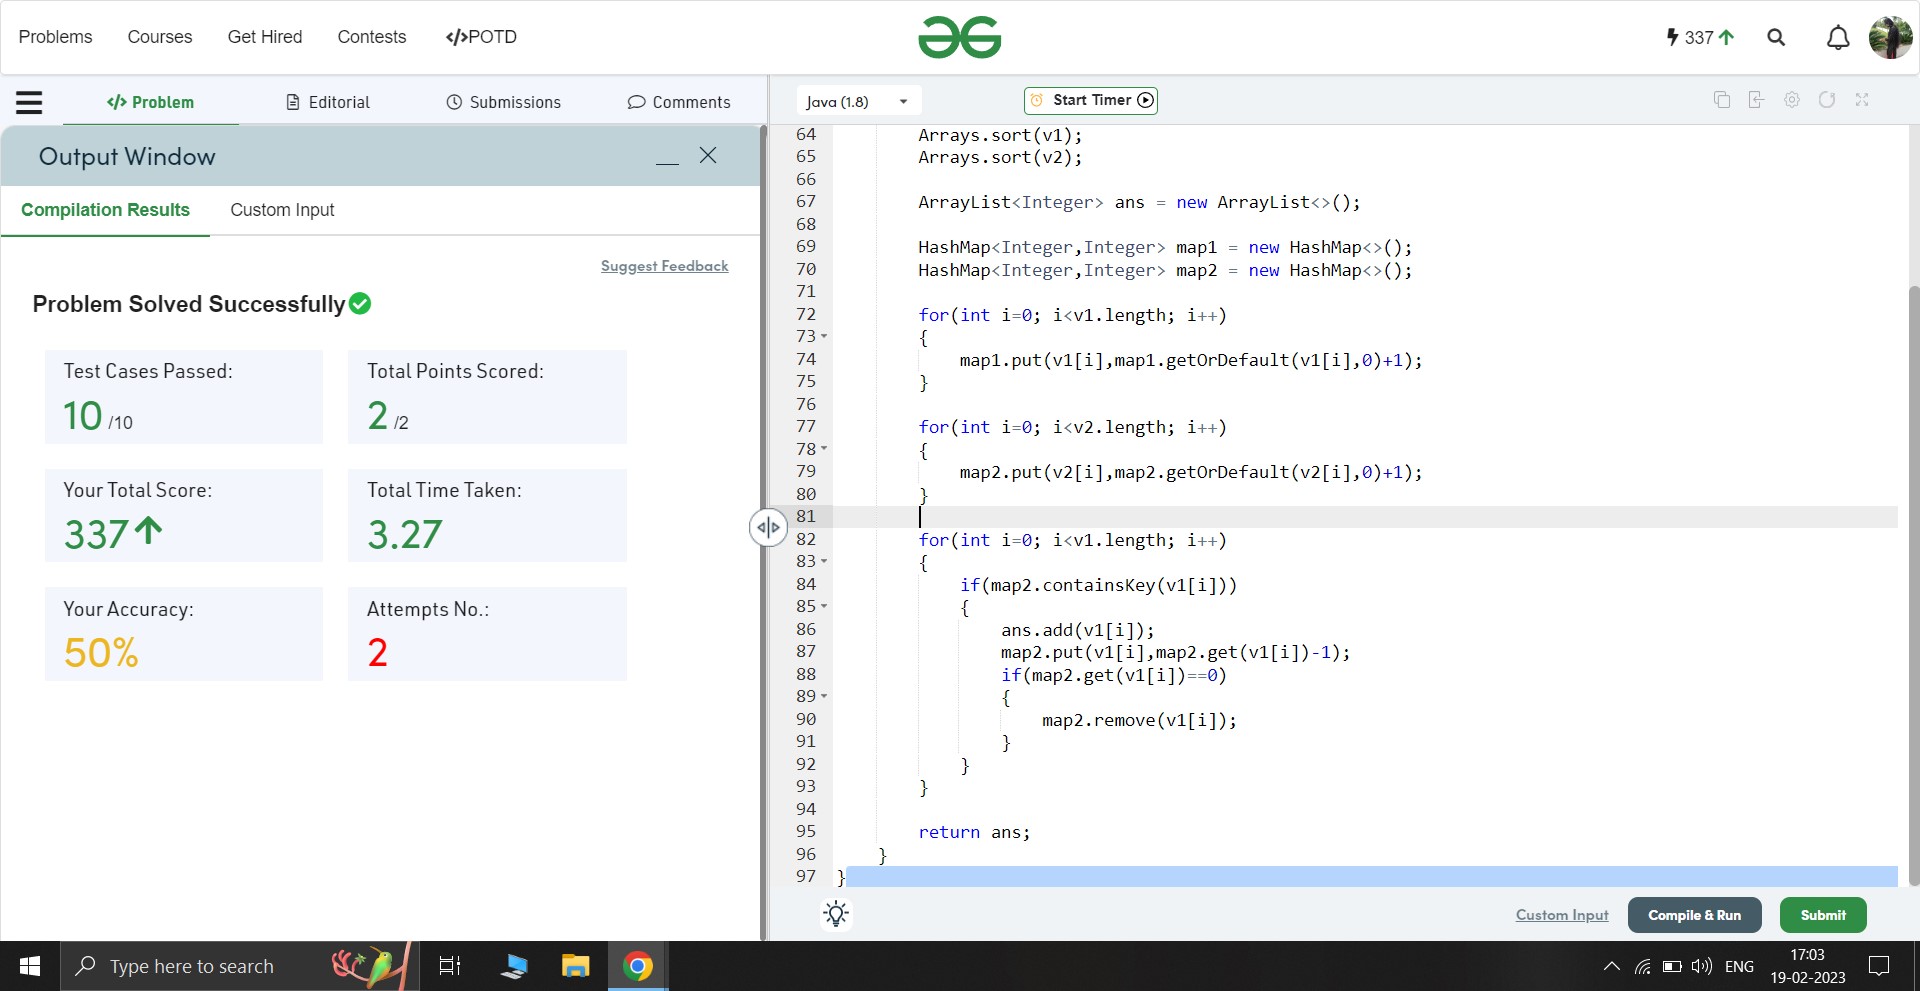 Problems Courses Get Hired Contests </>POTD 337
</> Problem Editorial Submissions Comments
Java (1.8) Start Timer
Output Window
Compilation Results Custom Input
Suggest Feedback
Problem Solved Successfully
Test Cases Passed: Total Points Scored:
10 /10 2 /2
Your Total Score: Total Time Taken:
337 3.27
Your Accuracy: Attempts No.:
50% 2
64 Arrays.sort(v1);
65 Arrays.sort(v2);
66
67 ArrayList<Integer> ans = new ArrayList<>();
68
69 HashMap<Integer,Integer> map1 = new HashMap<>();
70 HashMap<Integer,Integer> map2 = new HashMap<>();
71
72 for(int i=0; i<v1.length; i++)
73 {
74 map1.put(v1[i],map1.getOrDefault(v1[i],0)+1);
75 }
76
77 for(int i=0; i<v2.length; i++)
78 {
79 map2.put(v2[i],map2.getOrDefault(v2[i],0)+1);
80 }
81
82 for(int i=0; i<v1.length; i++)
83 {
84 if(map2.containsKey(v1[i]))
85 {
86 ans.add(v1[i]);
87 map2.put(v1[i],map2.get(v1[i])-1);
88 if(map2.get(v1[i])==0)
89 {
90 map2.remove(v1[i]);
91 }
92 }
93 }
94
95 return ans;
96 }
97 }
Custom Input Compile & Run Submit
Type here to search ENG 17:03
19-02-2023